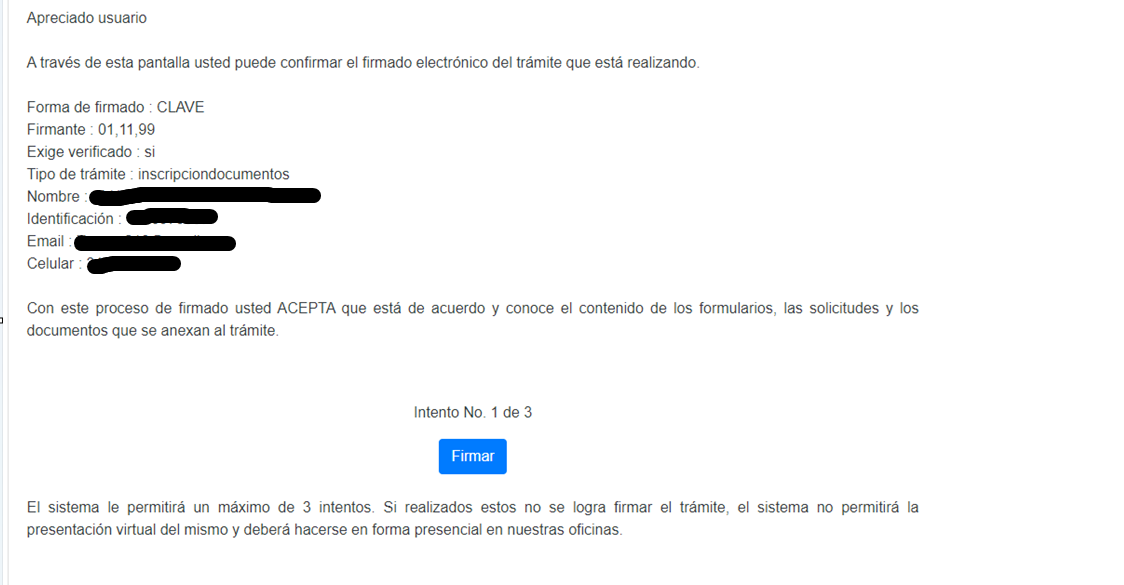 Apreciado usuario
A través de esta pantalla usted puede confirmar el firmado electrónico del trámite que está realizando.
Forma de firmado : CLAVE
Firmante : 01,11,99
Exige verificado : si
Tipo de trámite : inscripciondocumentos
Nombre :
Identificación :
Email :
Celular :
Con este proceso de firmado usted ACEPTA que está de acuerdo y conoce el contenido de los formularios, las solicitudes y los
documentos que se anexan al trámite.
Intento No. 1 de 3
Firmar
El sistema le permitirá un máximo de 3 intentos. Si realizados estos no se logra firmar el trámite, el sistema no permitirá la
presentación virtual del mismo y deberá hacerse en forma presencial en nuestras oficinas.